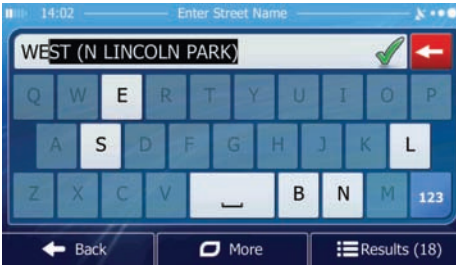 14:02 Enter Street Name
WEST (N LINCOLN PARK)
Q W E R T Y U I O P
A S D F G H J K L
Z X C V B N M 123
Back More Results (18)